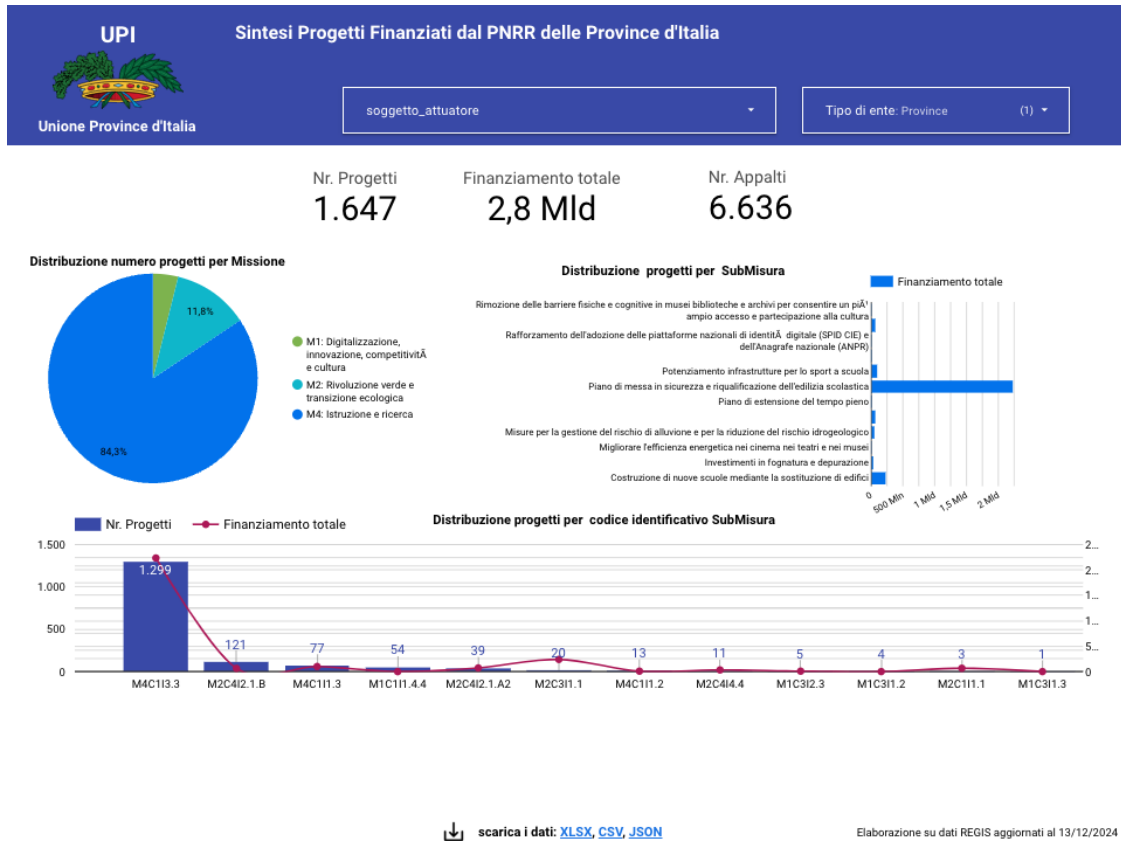 UPI
Sintesi Progetti Finanziati dal PNRR delle Province d'Italia
soggetto_attuatore
Tipo di ente: Province (1)
Unione Province d'Italia
Nr. Progetti
1.647
Finanziamento totale
2,8 Mld
Nr. Appalti
6.636
Distribuzione numero progetti per Missione
11,8%
84,3%
M1: Digitalizzazione,
innovazione, competitivitÃ
e cultura
M2: Rivoluzione verde e
transizione ecologica
M4: Istruzione e ricerca
Distribuzione progetti per SubMisura
Finanziamento totale
Rimozione delle barriere fisiche e cognitive in musei biblioteche e archivi per consentire un piÃ¹
ampio accesso e partecipazione alla cultura
Rafforzamento dell'adozione delle piattaforme nazionali di identitÃ digitale (SPID CIE) e
dell'Anagrafe nazionale (ANPR)
Potenziamento infrastrutture per lo sport a scuola
Piano di messa in sicurezza e riqualificazione dell'edilizia scolastica
Piano di estensione del tempo pieno
Misure per la gestione del rischio di alluvione e per la riduzione del rischio idrogeologico
Migliorare l'efficienza energetica nei cinema nei teatri e nei musei
Investimenti in fognatura e depurazione
Costruzione di nuove scuole mediante la sostituzione di edifici
0 500 Mln 1 Mld 1,5 Mld 2 Mld
Nr. Progetti Finanziamento totale
Distribuzione progetti per codice identificativo SubMisura
1.500 2...
2...
1.000 1...
1...
500 5...
0 0
1.299 121 77 54 39 20 13 11 5 4 3 1
M4C1I3.3 M2C4I2.1.B M4C1I1.3 M1C1I1.4.4 M2C4I2.1.A2 M2C3I1.1 M4C1I1.2 M2C4I4.4 M1C3I2.3 M1C3I1.2 M2C1I1.1 M1C3I1.3
scarica i dati: XLSX, CSV, JSON
Elaborazione su dati REGIS aggiornati al 13/12/2024